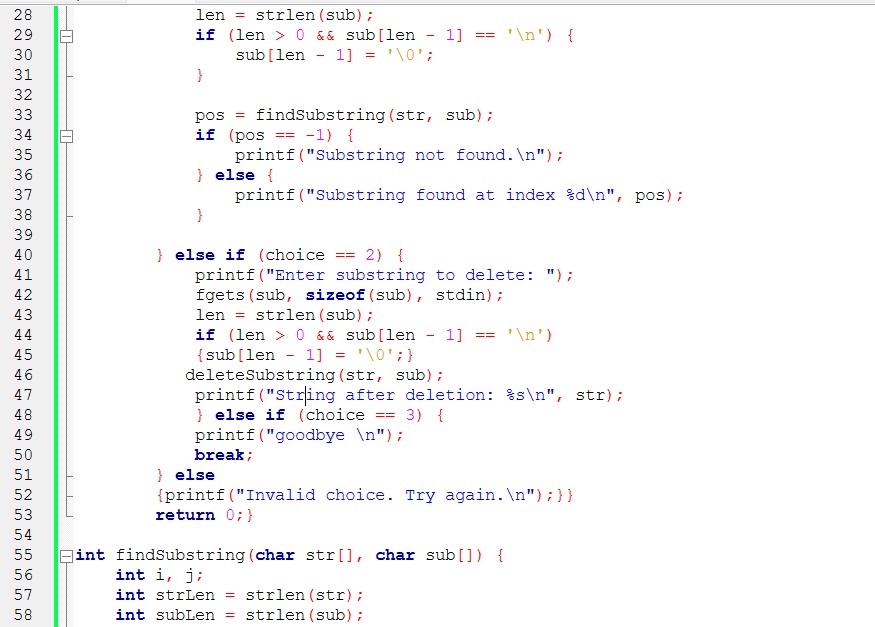 28 len = strlen(sub);
29 if (len > 0 && sub[len - 1] == '\n') {
30 sub[len - 1] = '\0';
31 }
32
33 pos = findSubstring(str, sub);
34 if (pos == -1) {
35 printf("Substring not found.\n");
36 } else {
37 printf("Substring found at index %d\n", pos);
38 }
39
40 } else if (choice == 2) {
41 printf("Enter substring to delete: ");
42 fgets(sub, sizeof(sub), stdin);
43 len = strlen(sub);
44 if (len > 0 && sub[len - 1] == '\n')
45 {sub[len - 1] = '\0';}
46 deleteSubstring(str, sub);
47 printf("String after deletion: %s\n", str);
48 } else if (choice == 3) {
49 printf("goodbye \n");
50 break;
51 } else
52 {printf("Invalid choice. Try again.\n");}}
53 return 0;}
54
55 int findSubstring(char str[], char sub[]) {
56 int i, j;
57 int strLen = strlen(str);
58 int subLen = strlen(sub);